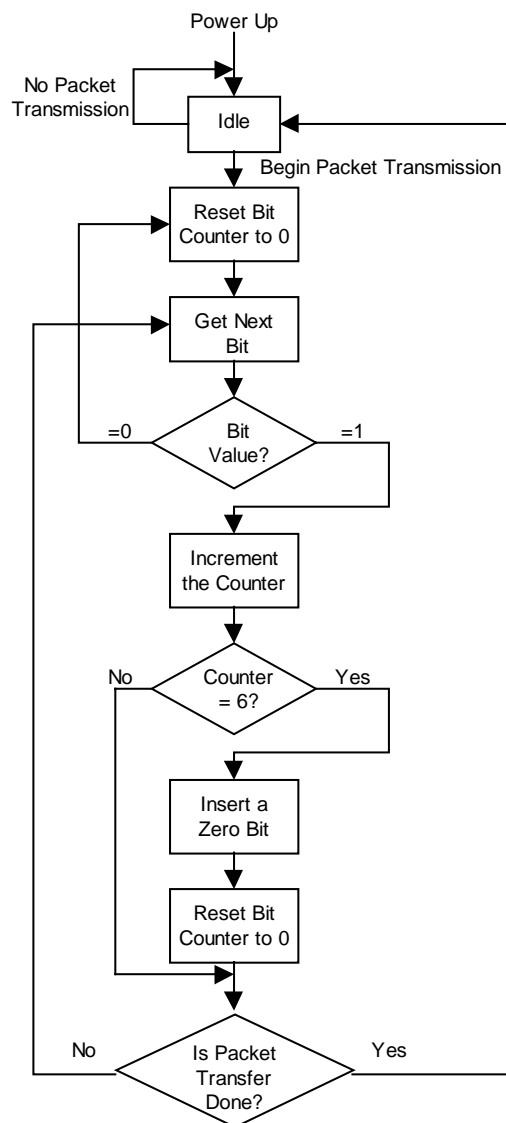 Power Up
No Packet
Transmission
Idle
Begin Packet Transmission
Reset Bit
Counter to 0
Get Next
Bit
=0
Bit
Value?
=1
Increment
the Counter
No
Counter
= 6?
Yes
Insert a
Zero Bit
Reset Bit
Counter to 0
No
Is Packet
Transfer
Done?
Yes